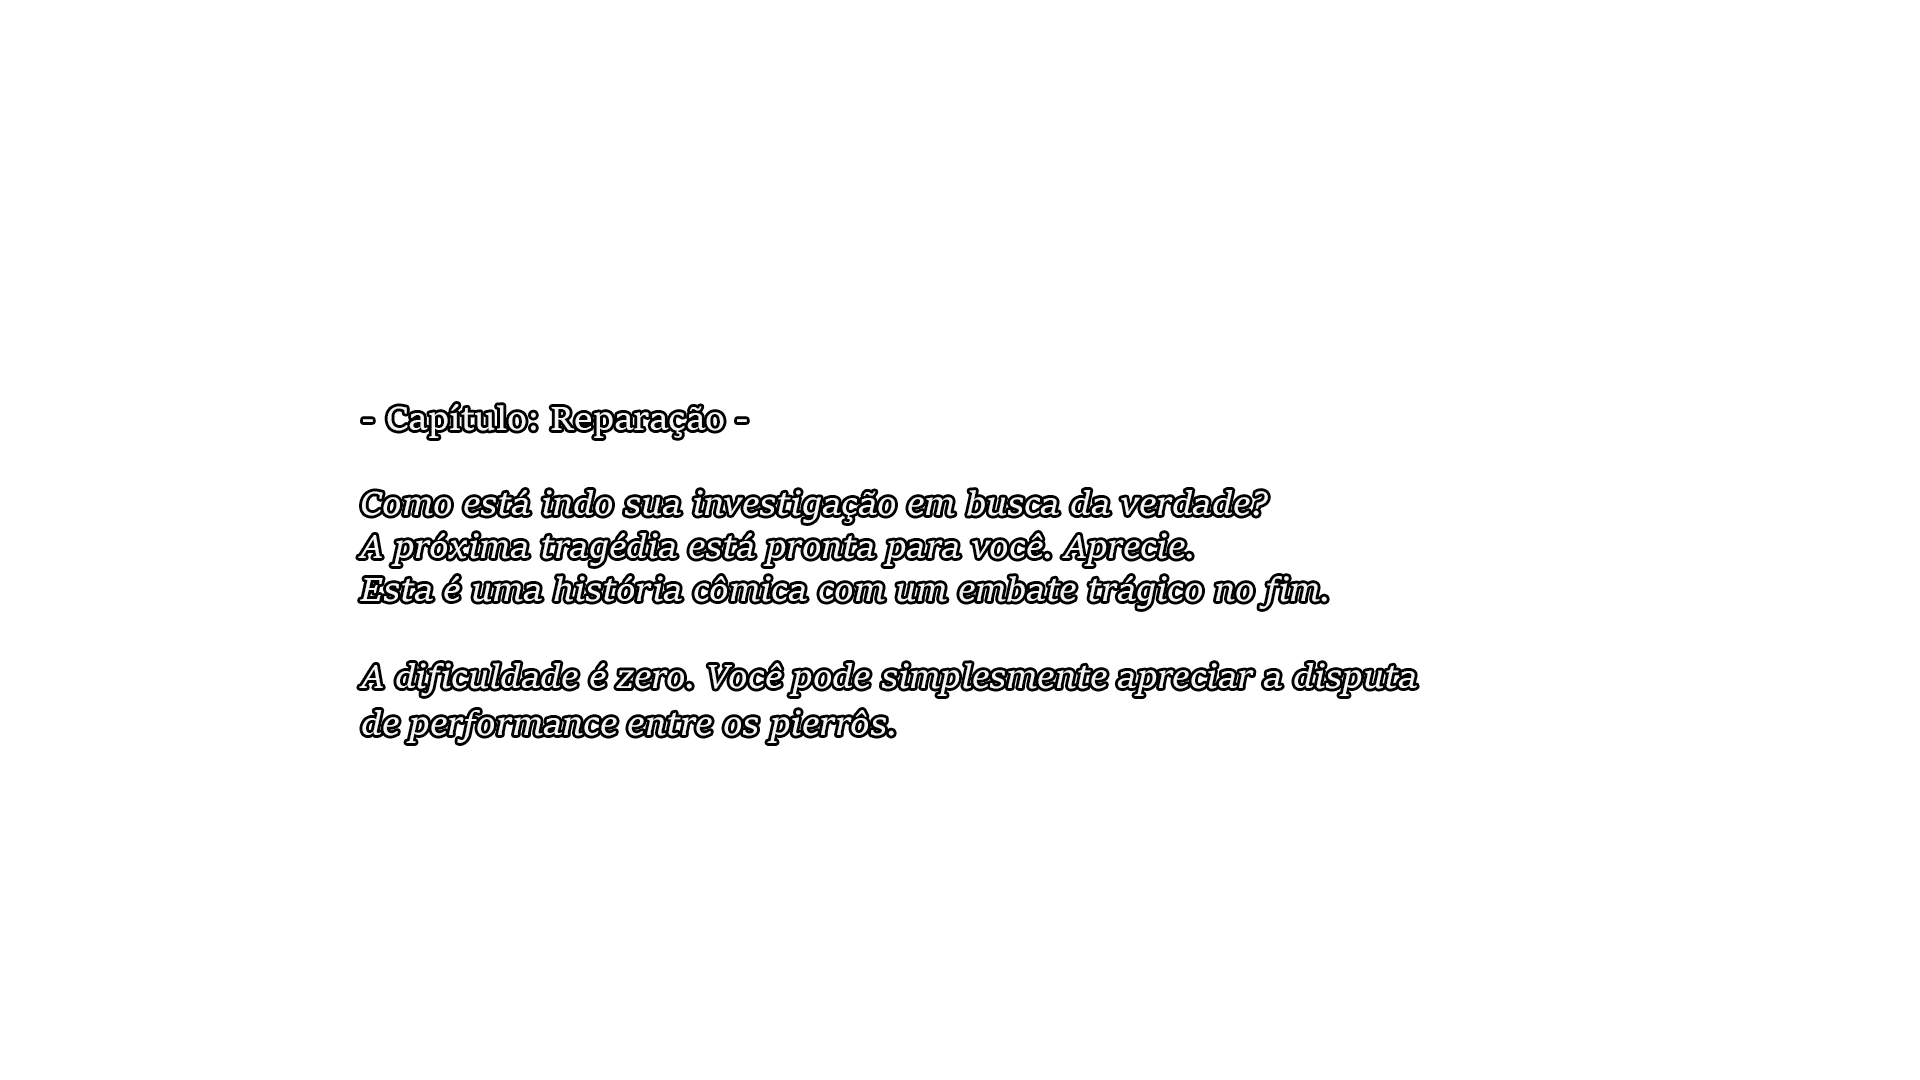 - Capítulo: Reparação -
Como está indo sua investigação em busca da verdade?
A próxima tragédia está pronta para você. Aprecie.
Esta é uma história cômica com um embate trágico no fim.
A dificuldade é zero. Você pode simplesmente apreciar a disputa
de performance entre os pierrôs.